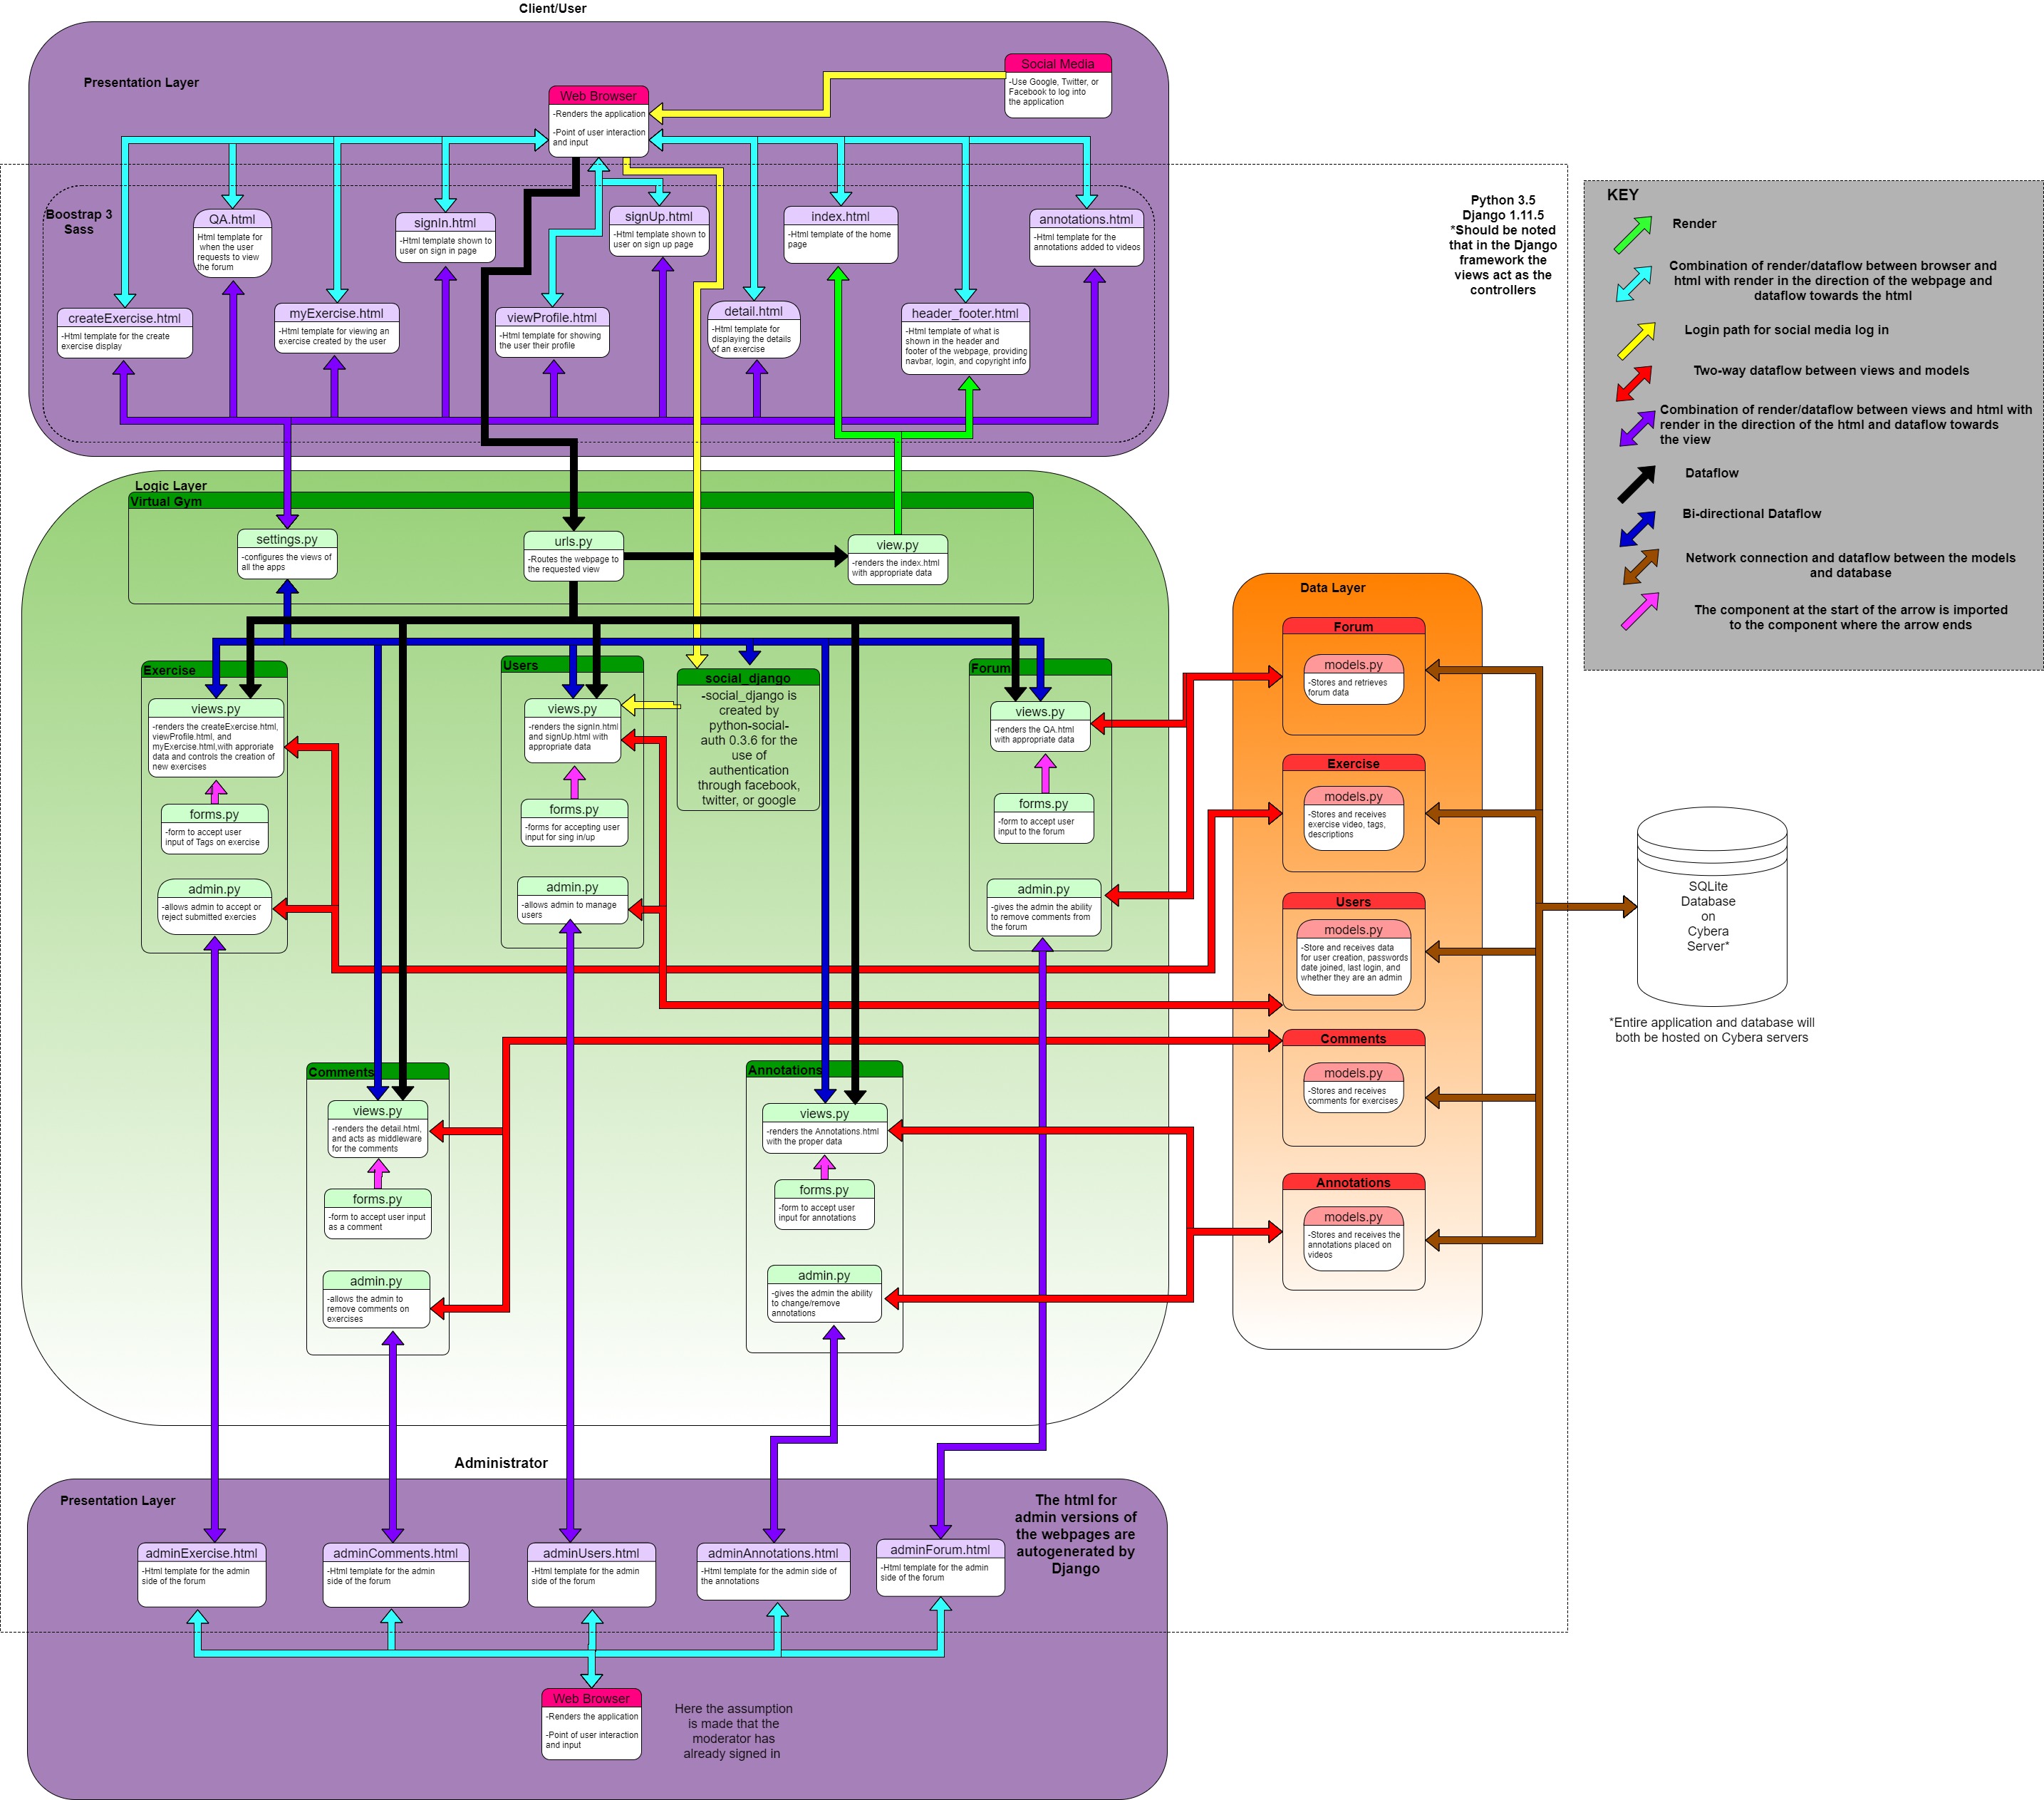 Client/User
Presentation Layer
Social Media
-Use Google, Twitter, or
Facebook to log into
the application
Web Browser
-Renders the application
-Point of user interaction
and input
Boostrap 3
Sass
QA.html
Html template for
when the user
requests to view
the forum
signIn.html
-Html template shown to
user on sign in page
signUp.html
-Html template shown to
user on sign up page
index.html
-Html template of the home
page
annotations.html
-Html template for the
annotations added to videos
createExercise.html
-Html template for the create
exercise display
myExercise.html
-Html template for viewing an
exercise created by the user
viewProfile.html
-Html template for showing
the user their profile
detail.html
-Html template for
displaying the details
of an exercise
header_footer.html
-Html template of what is
shown in the header and
footer of the webpage, providing
navbar, login, and copyright info
Python 3.5
Django 1.11.5
*Should be noted
that in the Django
framework the
views act as the
controllers
KEY
Render
Combination of render/dataflow between browser and
html with render in the direction of the webpage and
dataflow towards the html
Login path for social media log in
Two-way dataflow between views and models
Combination of render/dataflow between views and html with
render in the direction of the html and dataflow towards
the view
Dataflow
Bi-directional Dataflow
Network connection and dataflow between the models
and database
The component at the start of the arrow is imported
to the component where the arrow ends
Logic Layer
Virtual Gym
settings.py
-configures the views of
all the apps
urls.py
-Routes the webpage to
the requested view
view.py
-renders the index.html
with appropriate data
Exercise
views.py
-renders the createExercise.html,
viewProfile.html, and
myExercise.html,with approriate
data and controls the creation of
new exercises
forms.py
-form to accept user
input of Tags on exercise
admin.py
-allows admin to accept or
reject submitted exercies
Users
views.py
-renders the signIn.html
and signUp.html with
appropriate data
forms.py
-forms for accepting user
input for sing in/up
admin.py
-allows admin to manage
users
social_django
-social_django is
created by
python-social-
auth 0.3.6 for the
use of
authentication
through facebook,
twitter, or google
Forum
views.py
-renders the QA.html
with appropriate data
forms.py
-form to accept user
input to the forum
admin.py
-gives the admin the ability
to remove comments from
the forum
Comments
views.py
-renders the detail.html,
and acts as middleware
for the comments
forms.py
-form to accept user input
as a comment
admin.py
-allows the admin to
remove comments on
exercises
Annotations
views.py
-renders the Annotations.html
with the proper data
forms.py
-form to accept user
input for annotations
admin.py
-gives the admin the ability
to change/remove
annotations
Data Layer
Forum
models.py
-Stores and retrieves
forum data
Exercise
models.py
-Stores and receives
exercise video, tags,
descriptions
Users
models.py
-Store and receives data
for user creation, passwords
date joined, last login, and
whether they are an admin
Comments
models.py
-Stores and receives
comments for exercises
Annotations
models.py
-Stores and receives the
annotations placed on
videos
SQLite
Database
on
Cybera
Server*
*Entire application and database will
both be hosted on Cybera servers
Administrator
Presentation Layer
The html for
admin versions of
the webpages are
autogenerated by
Django
adminExercise.html
-Html template for the admin
side of the forum
adminComments.html
-Html template for the admin
side of the forum
adminUsers.html
-Html template for the admin
side of the forum
adminAnnotations.html
-Html template for the admin side of
the annotations
adminForum.html
-Html template for the admin
side of the forum
Web Browser
-Renders the application
-Point of user interaction
and input
Here the assumption
is made that the
moderator has
already signed in